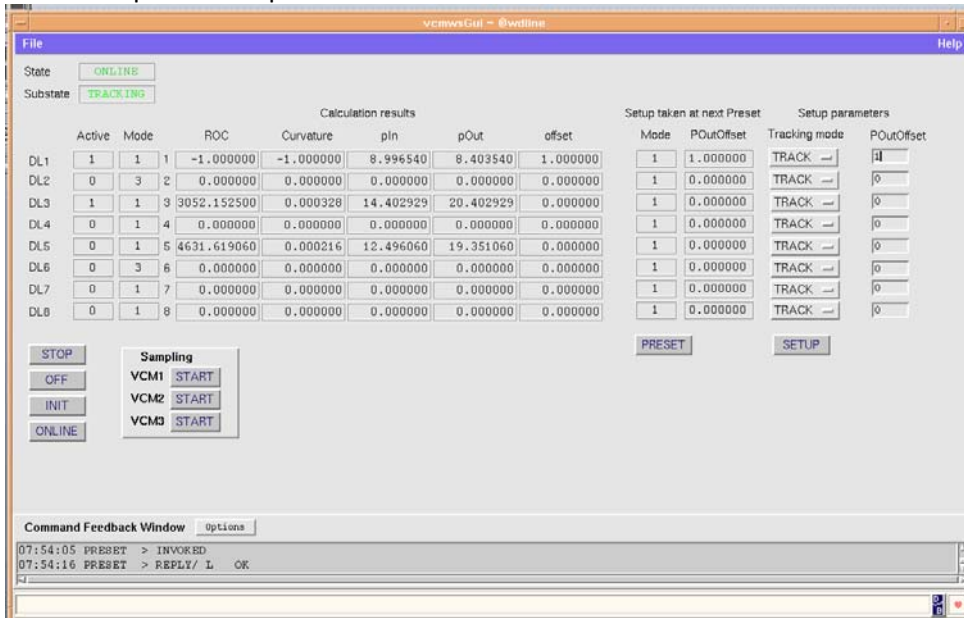 vcmwsGui - @wdline
File Help
State ONLINE
Substate TRACKING
Calculation results Setup taken at next Preset Setup parameters
Active Mode ROC Curvature pIn pOut offset Mode POutOffset Tracking mode POutOffset
DL1 1 1 1 -1.000000 -1.000000 8.996540 8.403540 1.000000 1 1.000000 TRACK 1
DL2 0 3 2 0.000000 0.000000 0.000000 0.000000 0.000000 1 0.000000 TRACK 0
DL3 1 1 3 3052.152500 0.000328 14.402929 20.402929 0.000000 1 0.000000 TRACK 0
DL4 0 1 4 0.000000 0.000000 0.000000 0.000000 0.000000 1 0.000000 TRACK 0
DL5 0 1 5 4631.619060 0.000216 12.496060 19.351060 0.000000 1 0.000000 TRACK 0
DL6 0 3 6 0.000000 0.000000 0.000000 0.000000 0.000000 1 0.000000 TRACK 0
DL7 0 1 7 0.000000 0.000000 0.000000 0.000000 0.000000 1 0.000000 TRACK 0
DL8 0 1 8 0.000000 0.000000 0.000000 0.000000 0.000000 1 0.000000 TRACK 0
PRESET SETUP
STOP
OFF
INIT
ONLINE
Sampling
VCM1 START
VCM2 START
VCM3 START
Command Feedback Window Options
07:54:05 PRESET > INVOKED
07:54:16 PRESET > REPLY/ L OK